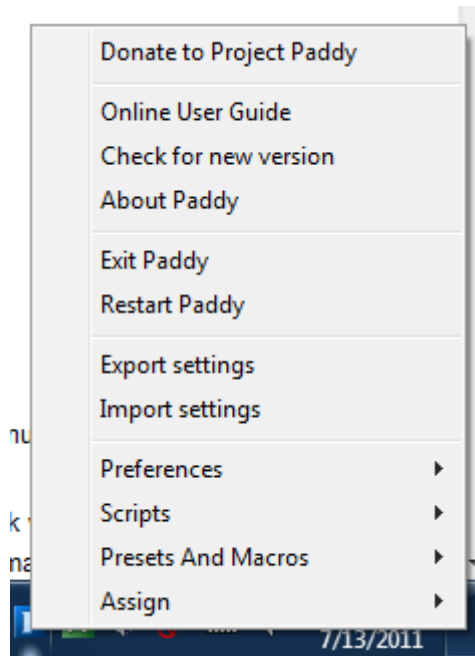 Donate to Project Paddy
Online User Guide
Check for new version
About Paddy
Exit Paddy
Restart Paddy
Export settings
Import settings
Preferences
Scripts
Presets And Macros
Assign
7/13/2011